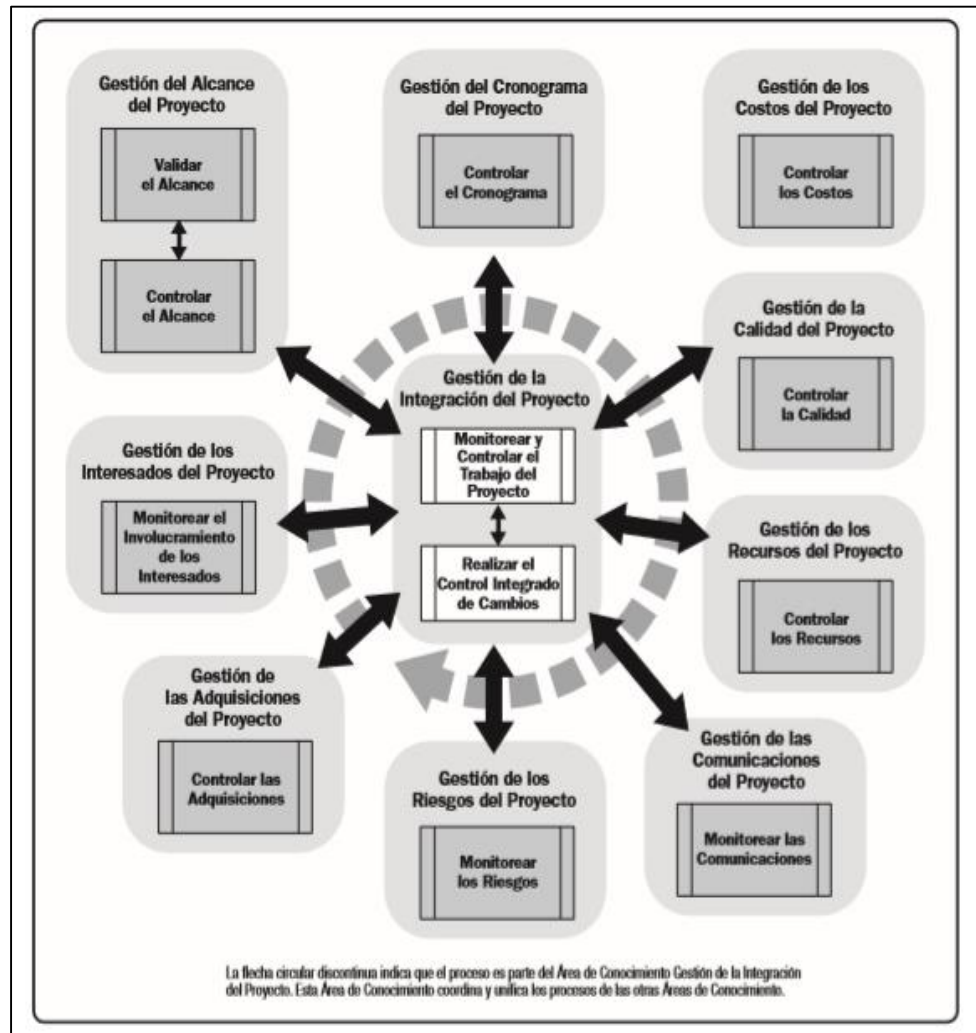 Gestión del Alcance
del Proyecto
Validar
el Alcance
Controlar
el Alcance
Gestión del Cronograma
del Proyecto
Controlar
el Cronograma
Gestión de los
Costos del Proyecto
Controlar
los Costos
Gestión de la
Calidad del Proyecto
Controlar
la Calidad
Gestión de la
Integración del Proyecto
Monitorear y
Controlar el
Trabajo del
Proyecto
Realizar el
Control Integrado
de Cambios
Gestión de los
Interesados del Proyecto
Monitorear el
Involucramiento
de los
Interesados
Gestión de los
Recursos del Proyecto
Controlar
los Recursos
Gestión de
las Adquisiciones
del Proyecto
Controlar las
Adquisiciones
Gestión de los
Riesgos del Proyecto
Monitorear
los Riesgos
Gestión de las
Comunicaciones
del Proyecto
Monitorear las
Comunicaciones
La flecha circular discontinua indica que el proceso es parte del Área de Conocimiento Gestión de la Integración
del Proyecto. Esta Área de Conocimiento coordina y unifica los procesos de las otras Áreas de Conocimiento.